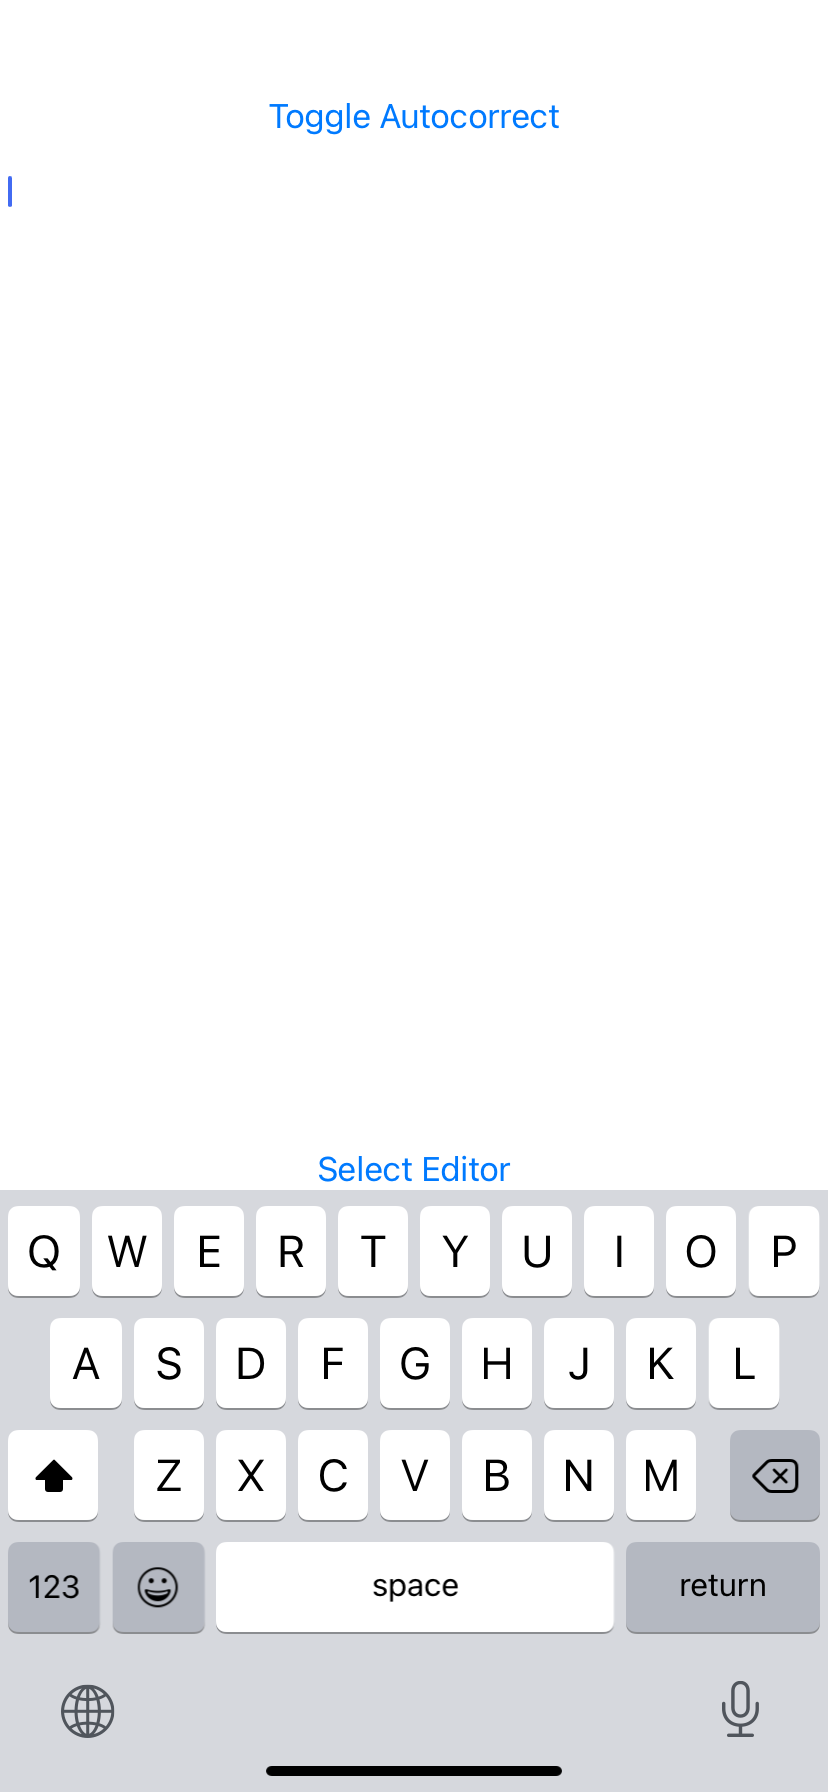 Toggle Autocorrect
Select Editor
Q W E R T Y U I O P
A S D F G H J K L
Z X C V B N M
123 space return